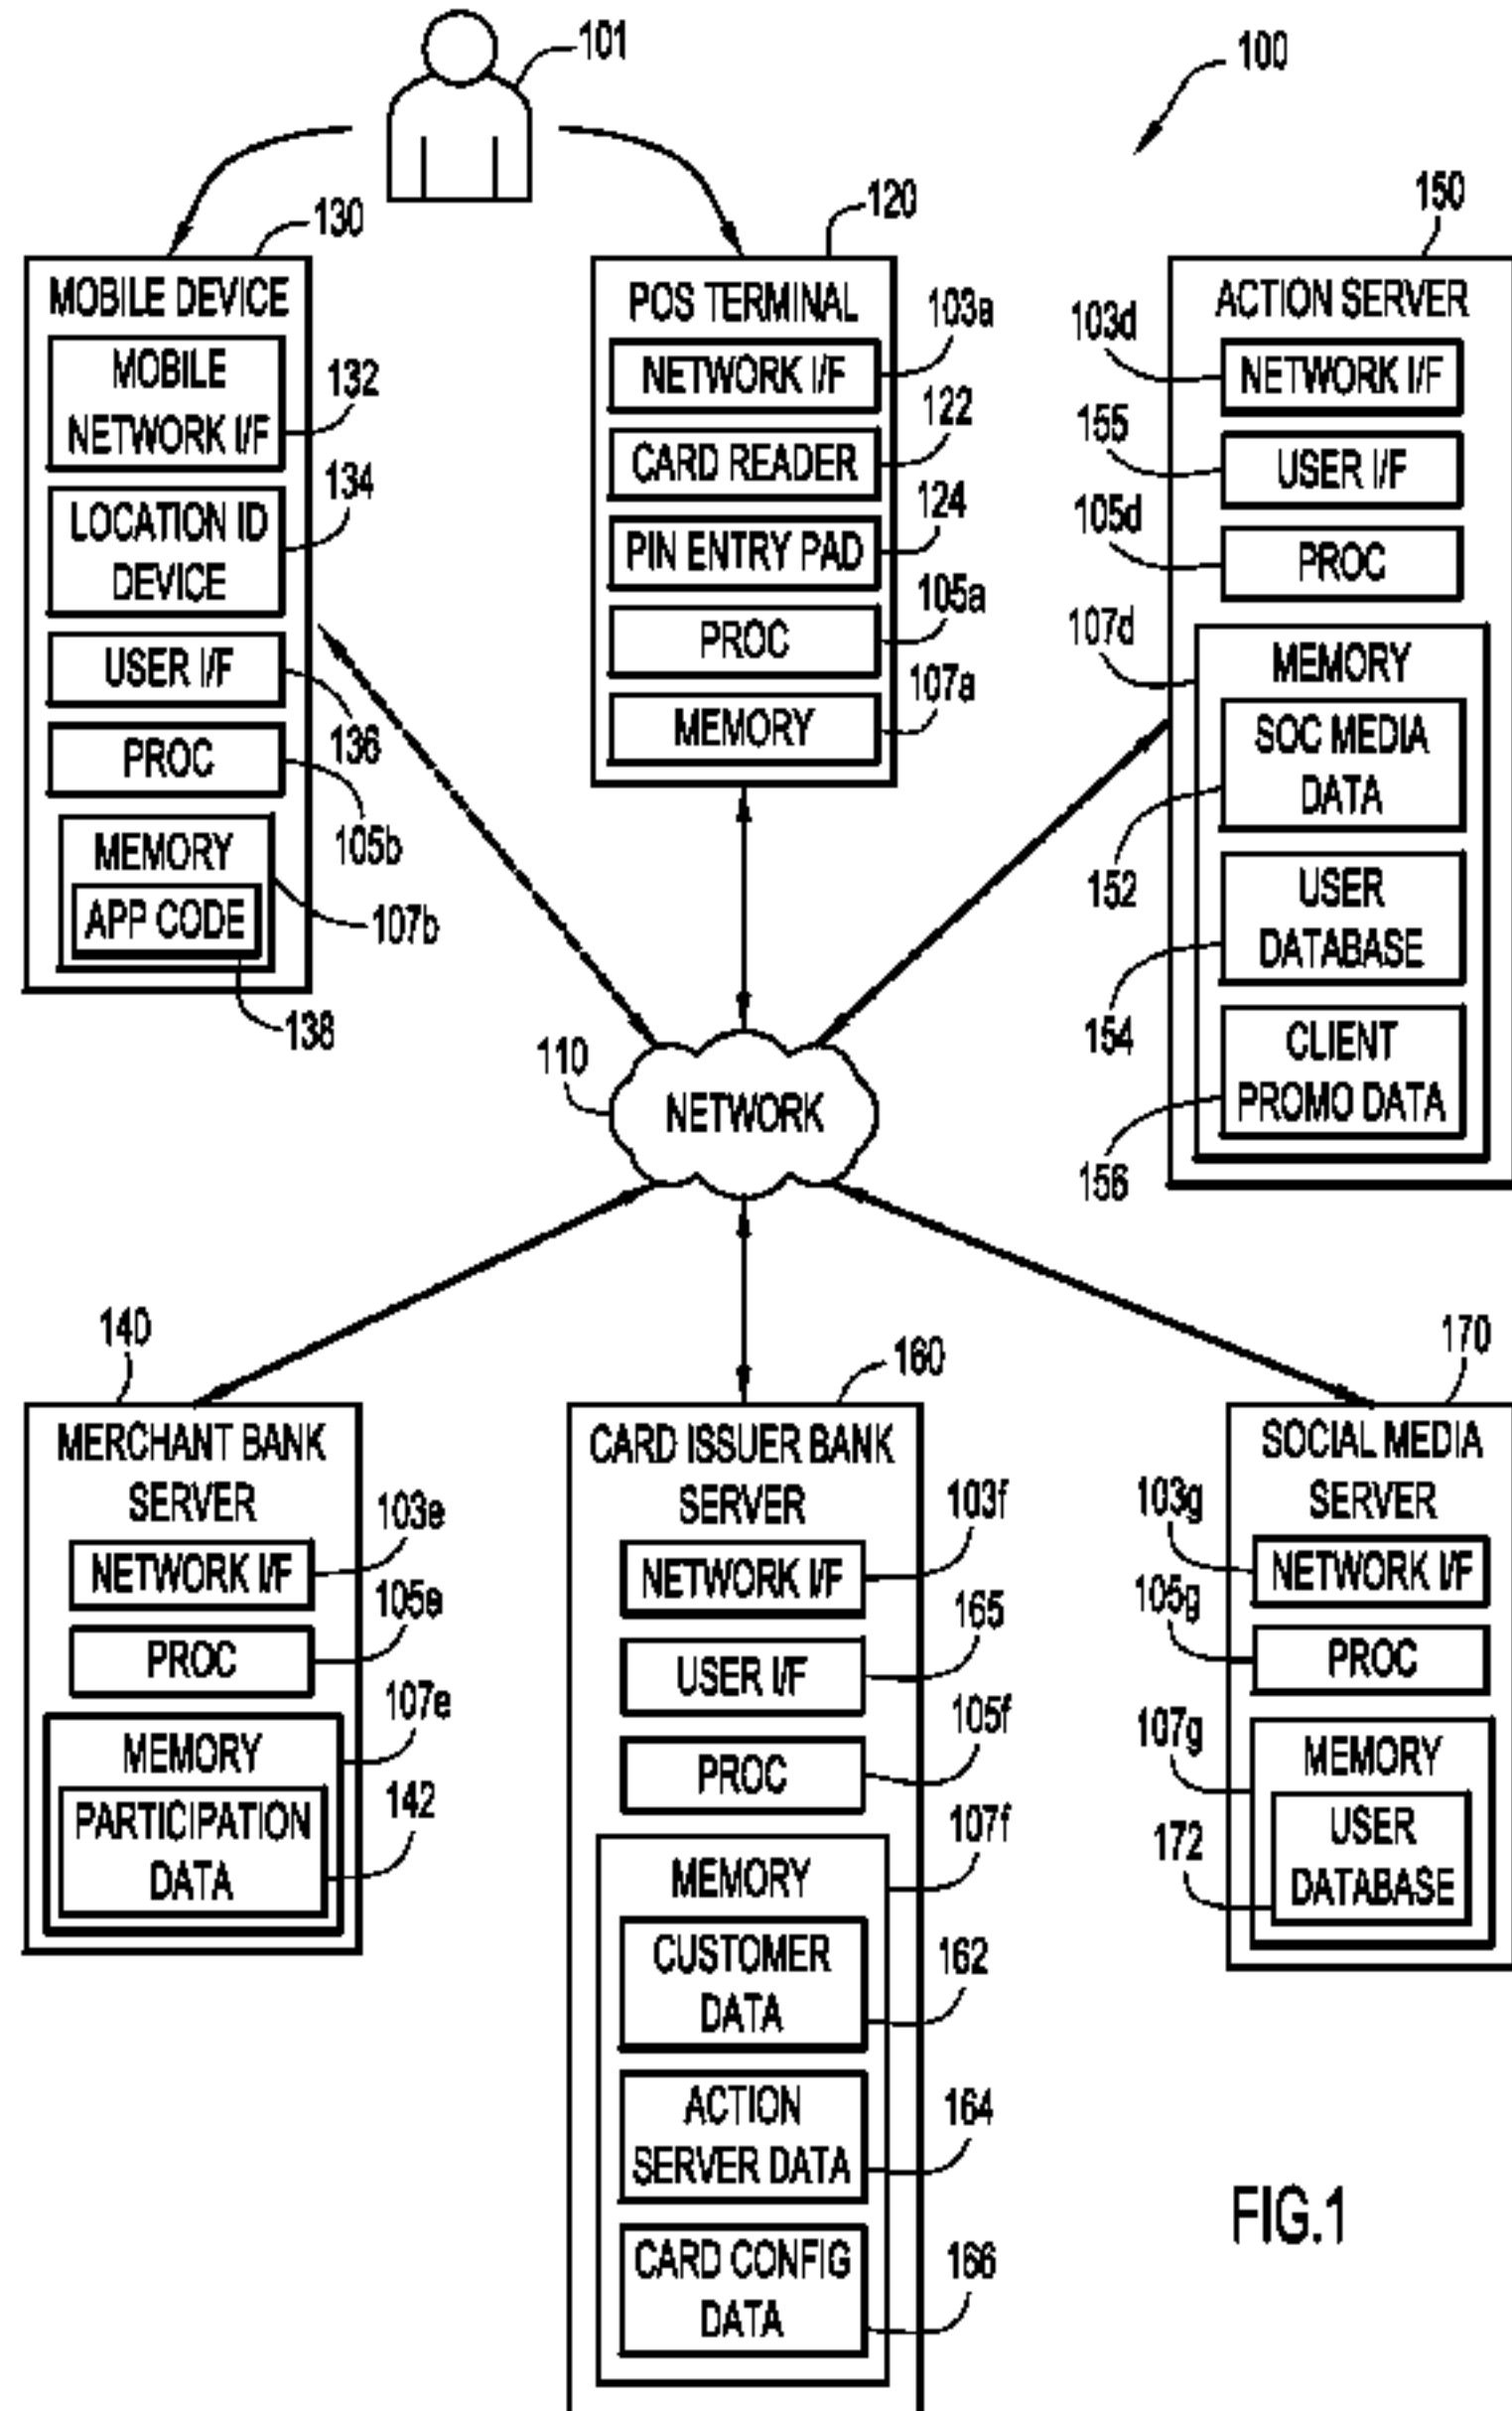 101
100
130
MOBILE DEVICE
MOBILE
NETWORK I/F
132
LOCATION ID
DEVICE
134
USER I/F
136
PROC
105b
MEMORY
APP CODE
107b
138
120
POS TERMINAL
NETWORK I/F
103a
CARD READER
122
PIN ENTRY PAD
124
PROC
105a
MEMORY
107a
150
ACTION SERVER
103d
NETWORK I/F
155
USER I/F
105d
PROC
107d
MEMORY
SOC MEDIA
DATA
152
USER
DATABASE
154
CLIENT
PROMO DATA
156
110
NETWORK
140
MERCHANT BANK
SERVER
NETWORK I/F
103e
PROC
105e
MEMORY
107e
PARTICIPATION
DATA
142
160
CARD ISSUER BANK
SERVER
NETWORK I/F
103f
USER I/F
165
PROC
105f
MEMORY
107f
CUSTOMER
DATA
162
ACTION
SERVER DATA
164
CARD CONFIG
DATA
166
170
SOCIAL MEDIA
SERVER
103g
NETWORK I/F
105g
PROC
107g
MEMORY
172
USER
DATABASE
FIG.1